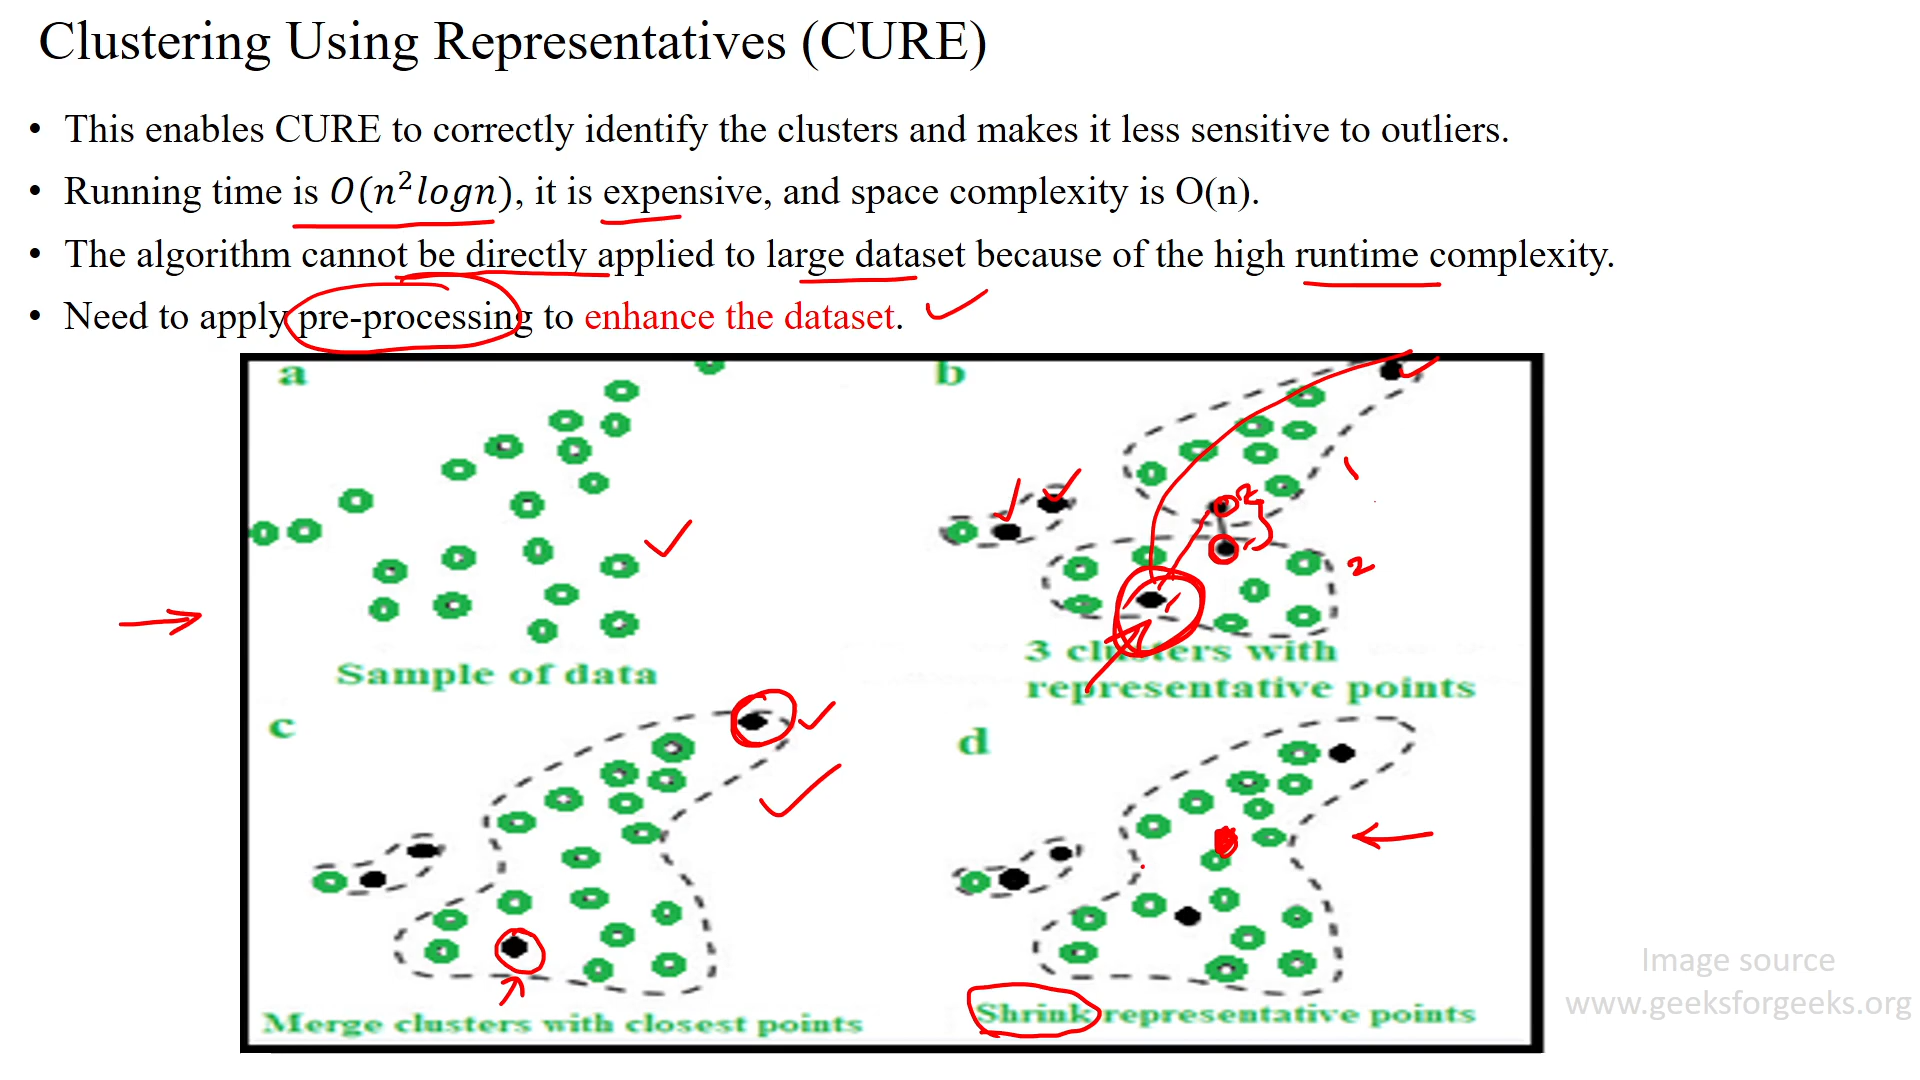 Clustering Using Representatives (CURE)
• This enables CURE to correctly identify the clusters and makes it less sensitive to outliers.
• Running time is O(n²logn), it is expensive, and space complexity is O(n).
• The algorithm cannot be directly applied to large dataset because of the high runtime complexity.
• Need to apply pre-processing to enhance the dataset.
a
b
2
1
2
Sample of data
3 clusters with
representative points
c
d
Merge clusters with closest points
Shrink representative points
Image source
www.geeksforgeeks.org